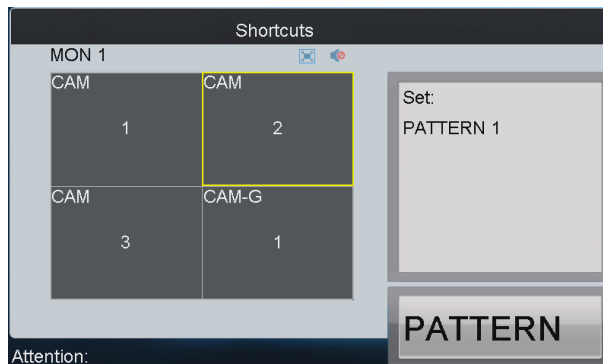 Shortcuts
MON 1
CAM
1
CAM
2
CAM
3
CAM-G
1
Set:
PATTERN 1
PATTERN
Attention: